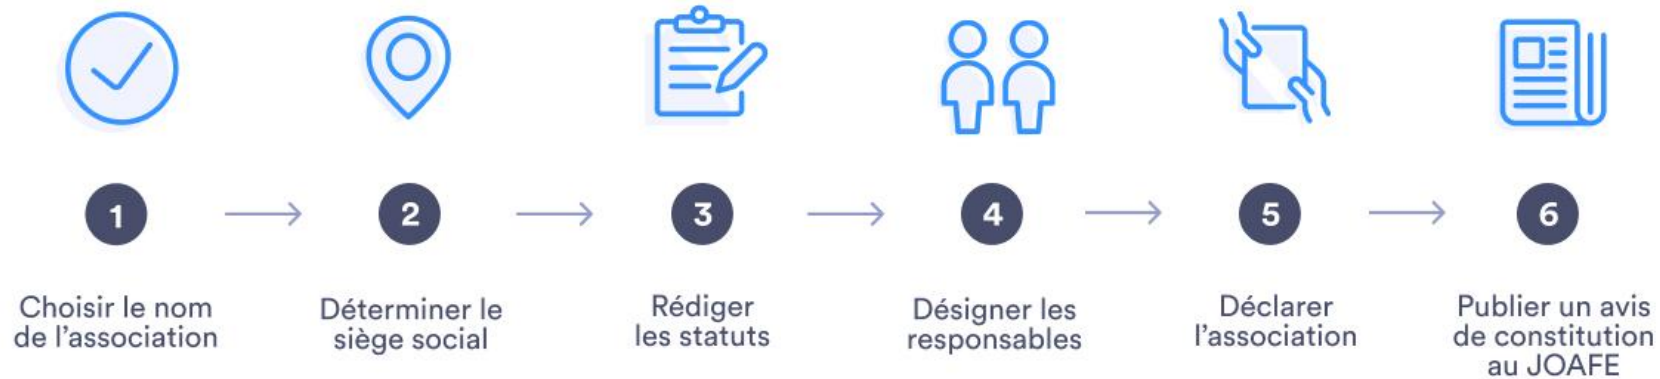 1
2
3
4
5
6
Choisir le nom
de l'association
Déterminer le
siège social
Rédiger
les statuts
Désigner les
responsables
Déclarer
l'association
Publier un avis
de constitution
au JOAFE